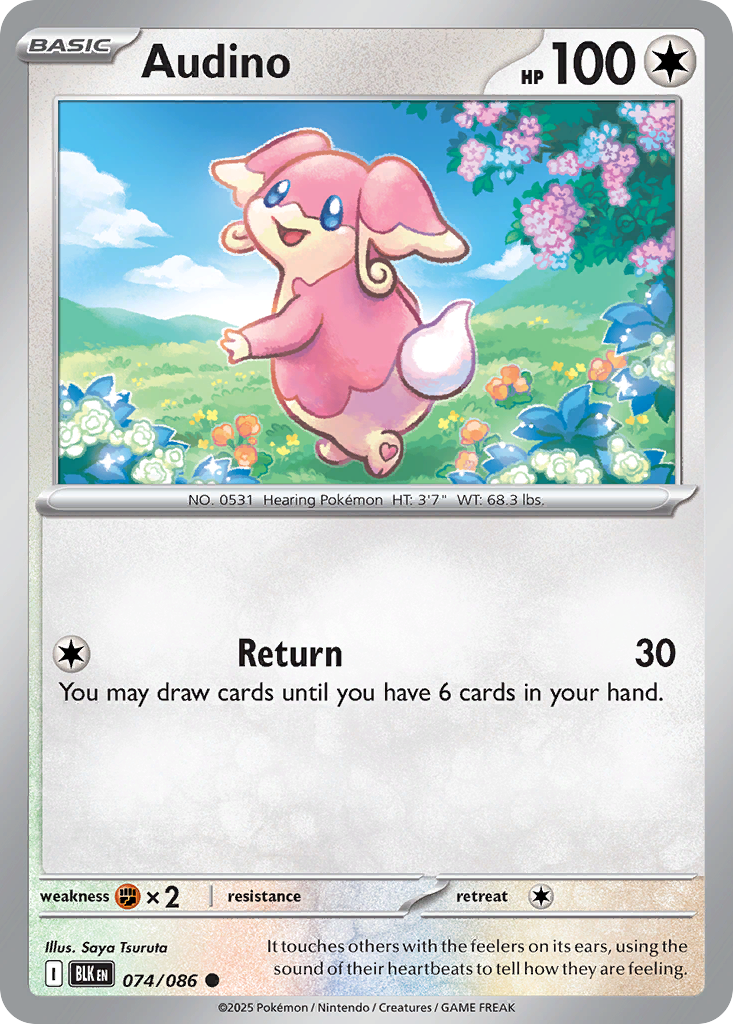 BASIC
Audino
HP 100
NO. 0531 Hearing Pokémon HT: 3'7" WT: 68.3 lbs.
Return 30
You may draw cards until you have 6 cards in your hand.
weakness ×2 resistance retreat
Illus. Saya Tsuruta
It touches others with the feelers on its ears, using the
sound of their heartbeats to tell how they are feeling.
I BLK EN 074/086
©2025 Pokémon / Nintendo / Creatures / GAME FREAK